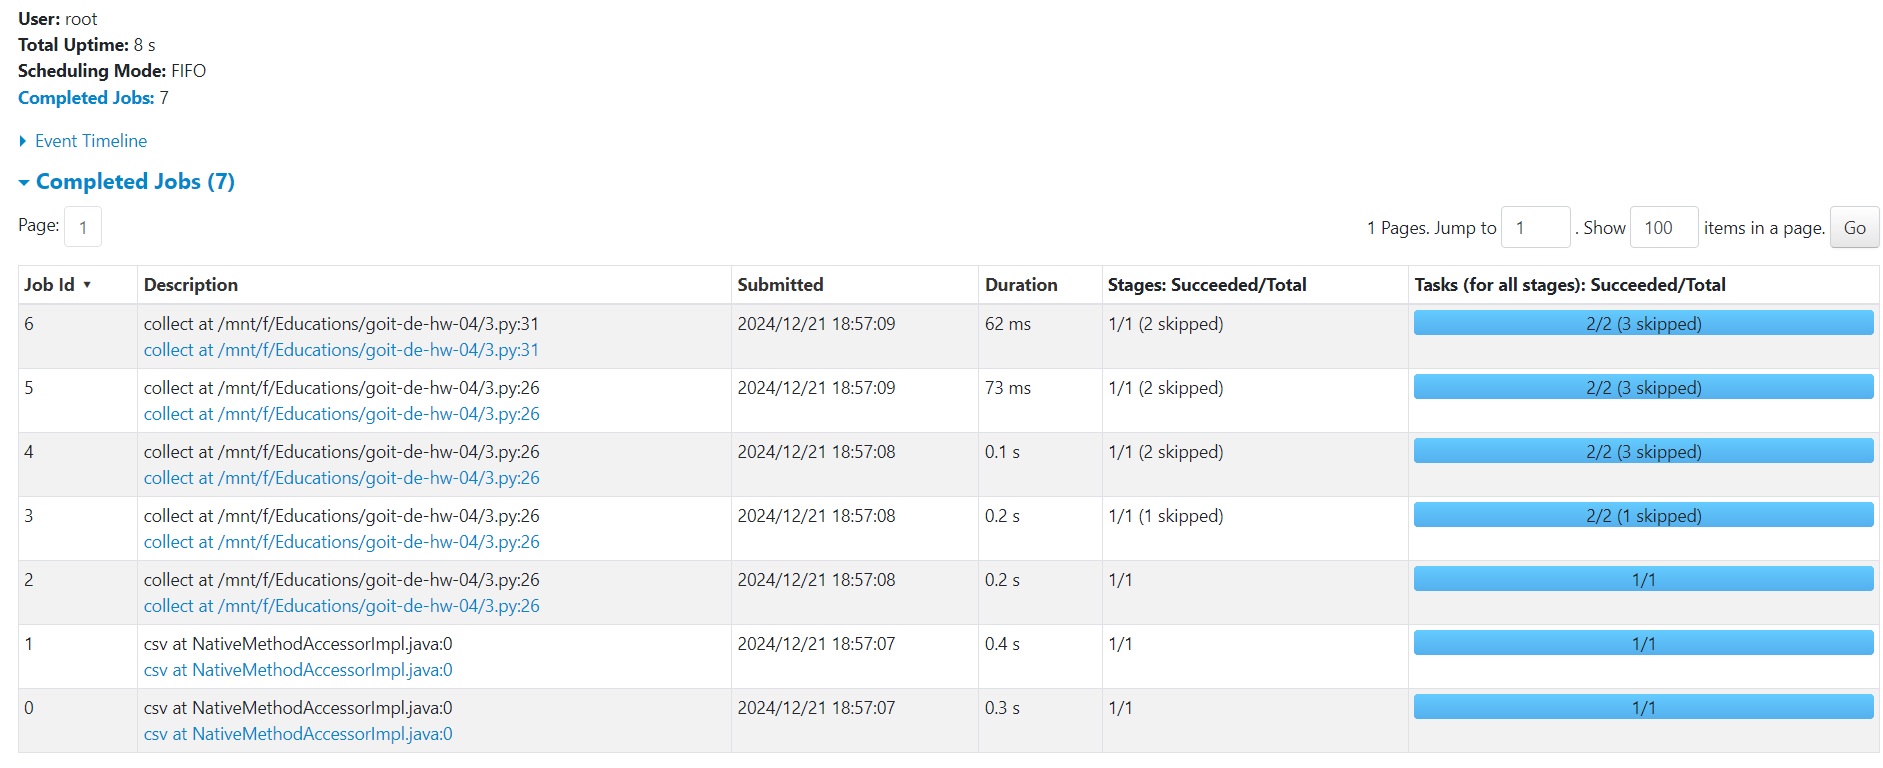 User: root
Total Uptime: 8 s
Scheduling Mode: FIFO
Completed Jobs: 7
Event Timeline
Completed Jobs (7)
Page: 1 1 Pages. Jump to 1 . Show 100 items in a page. Go
Job Id ▾ Description Submitted Duration Stages: Succeeded/Total Tasks (for all stages): Succeeded/Total
6 collect at /mnt/f/Educations/goit-de-hw-04/3.py:31 2024/12/21 18:57:09 62 ms 1/1 (2 skipped) 2/2 (3 skipped)
collect at /mnt/f/Educations/goit-de-hw-04/3.py:31
5 collect at /mnt/f/Educations/goit-de-hw-04/3.py:26 2024/12/21 18:57:09 73 ms 1/1 (2 skipped) 2/2 (3 skipped)
collect at /mnt/f/Educations/goit-de-hw-04/3.py:26
4 collect at /mnt/f/Educations/goit-de-hw-04/3.py:26 2024/12/21 18:57:08 0.1 s 1/1 (2 skipped) 2/2 (3 skipped)
collect at /mnt/f/Educations/goit-de-hw-04/3.py:26
3 collect at /mnt/f/Educations/goit-de-hw-04/3.py:26 2024/12/21 18:57:08 0.2 s 1/1 (1 skipped) 2/2 (1 skipped)
collect at /mnt/f/Educations/goit-de-hw-04/3.py:26
2 collect at /mnt/f/Educations/goit-de-hw-04/3.py:26 2024/12/21 18:57:08 0.2 s 1/1 1/1
collect at /mnt/f/Educations/goit-de-hw-04/3.py:26
1 csv at NativeMethodAccessorImpl.java:0 2024/12/21 18:57:07 0.4 s 1/1 1/1
csv at NativeMethodAccessorImpl.java:0
0 csv at NativeMethodAccessorImpl.java:0 2024/12/21 18:57:07 0.3 s 1/1 1/1
csv at NativeMethodAccessorImpl.java:0